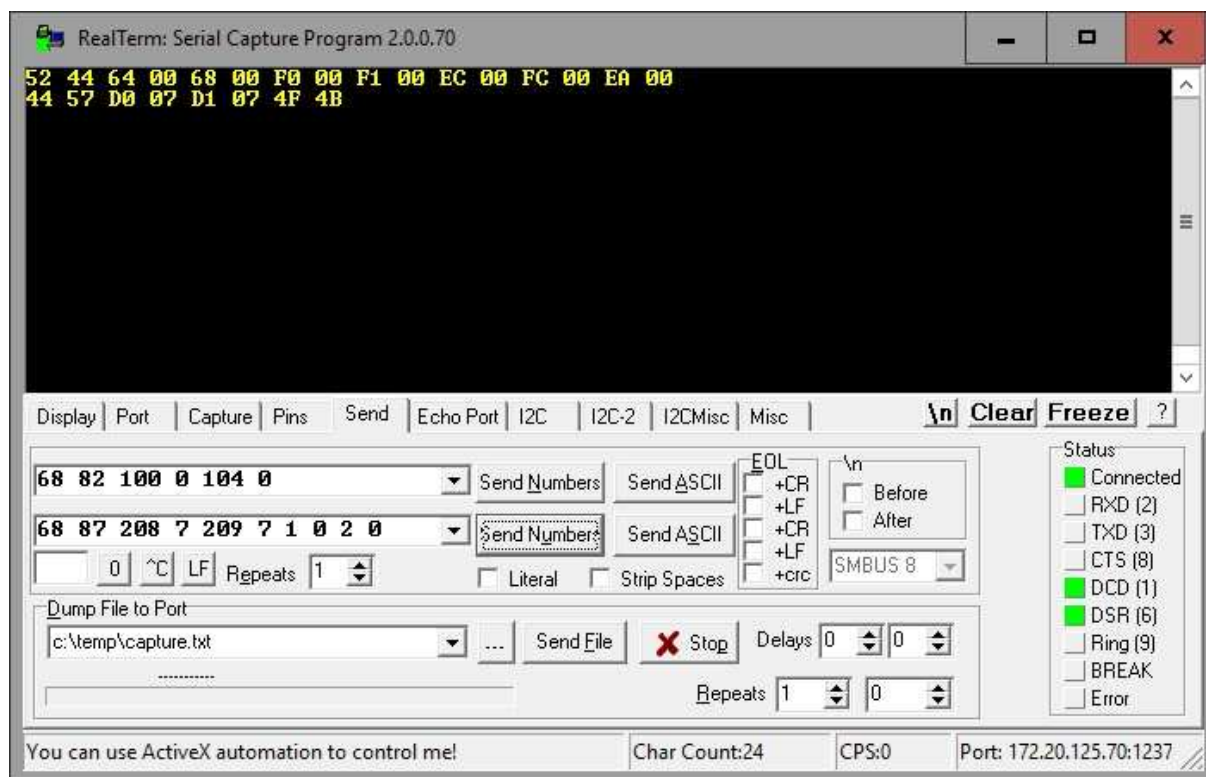 RealTerm: Serial Capture Program 2.0.0.70
52 44 64 00 68 00 F0 00 F1 00 EC 00 FC 00 EA 00
44 57 D0 07 D1 07 4F 4B
Display Port Capture Pins Send Echo Port I2C I2C-2 I2CMisc Misc \n Clear Freeze ?
68 82 100 0 104 0
Send Numbers
Send ASCII
68 87 208 7 209 7 1 0 2 0
Send Numbers
Send ASCII
0 ^C LF Repeats 1
Literal
Strip Spaces
EOL
+CR
+LF
+CR
+LF
+crc
\n
Before
After
SMBUS 8
Dump File to Port
c:\temp\capture.txt
...
Send File
Stop
Delays 0 0
Repeats 1 0
Status
Connected
RXD (2)
TXD (3)
CTS (8)
DCD (1)
DSR (6)
Ring (9)
BREAK
Error
You can use ActiveX automation to control me! Char Count:24 CPS:0 Port: 172.20.125.70:1237